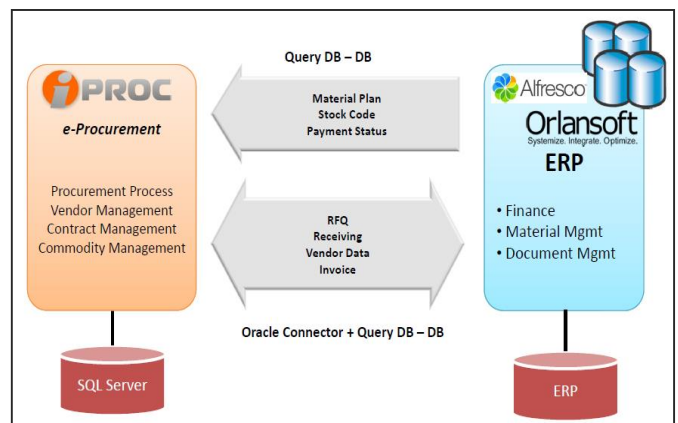 iPROC
e-Procurement
Procurement Process
Vendor Management
Contract Management
Commodity Management
SQL Server
Query DB – DB
Material Plan
Stock Code
Payment Status
RFQ
Receiving
Vendor Data
Invoice
Oracle Connector + Query DB – DB
Alfresco
Orlansoft
Systemize. Integrate. Optimize.
ERP
• Finance
• Material Mgmt
• Document Mgmt
ERP